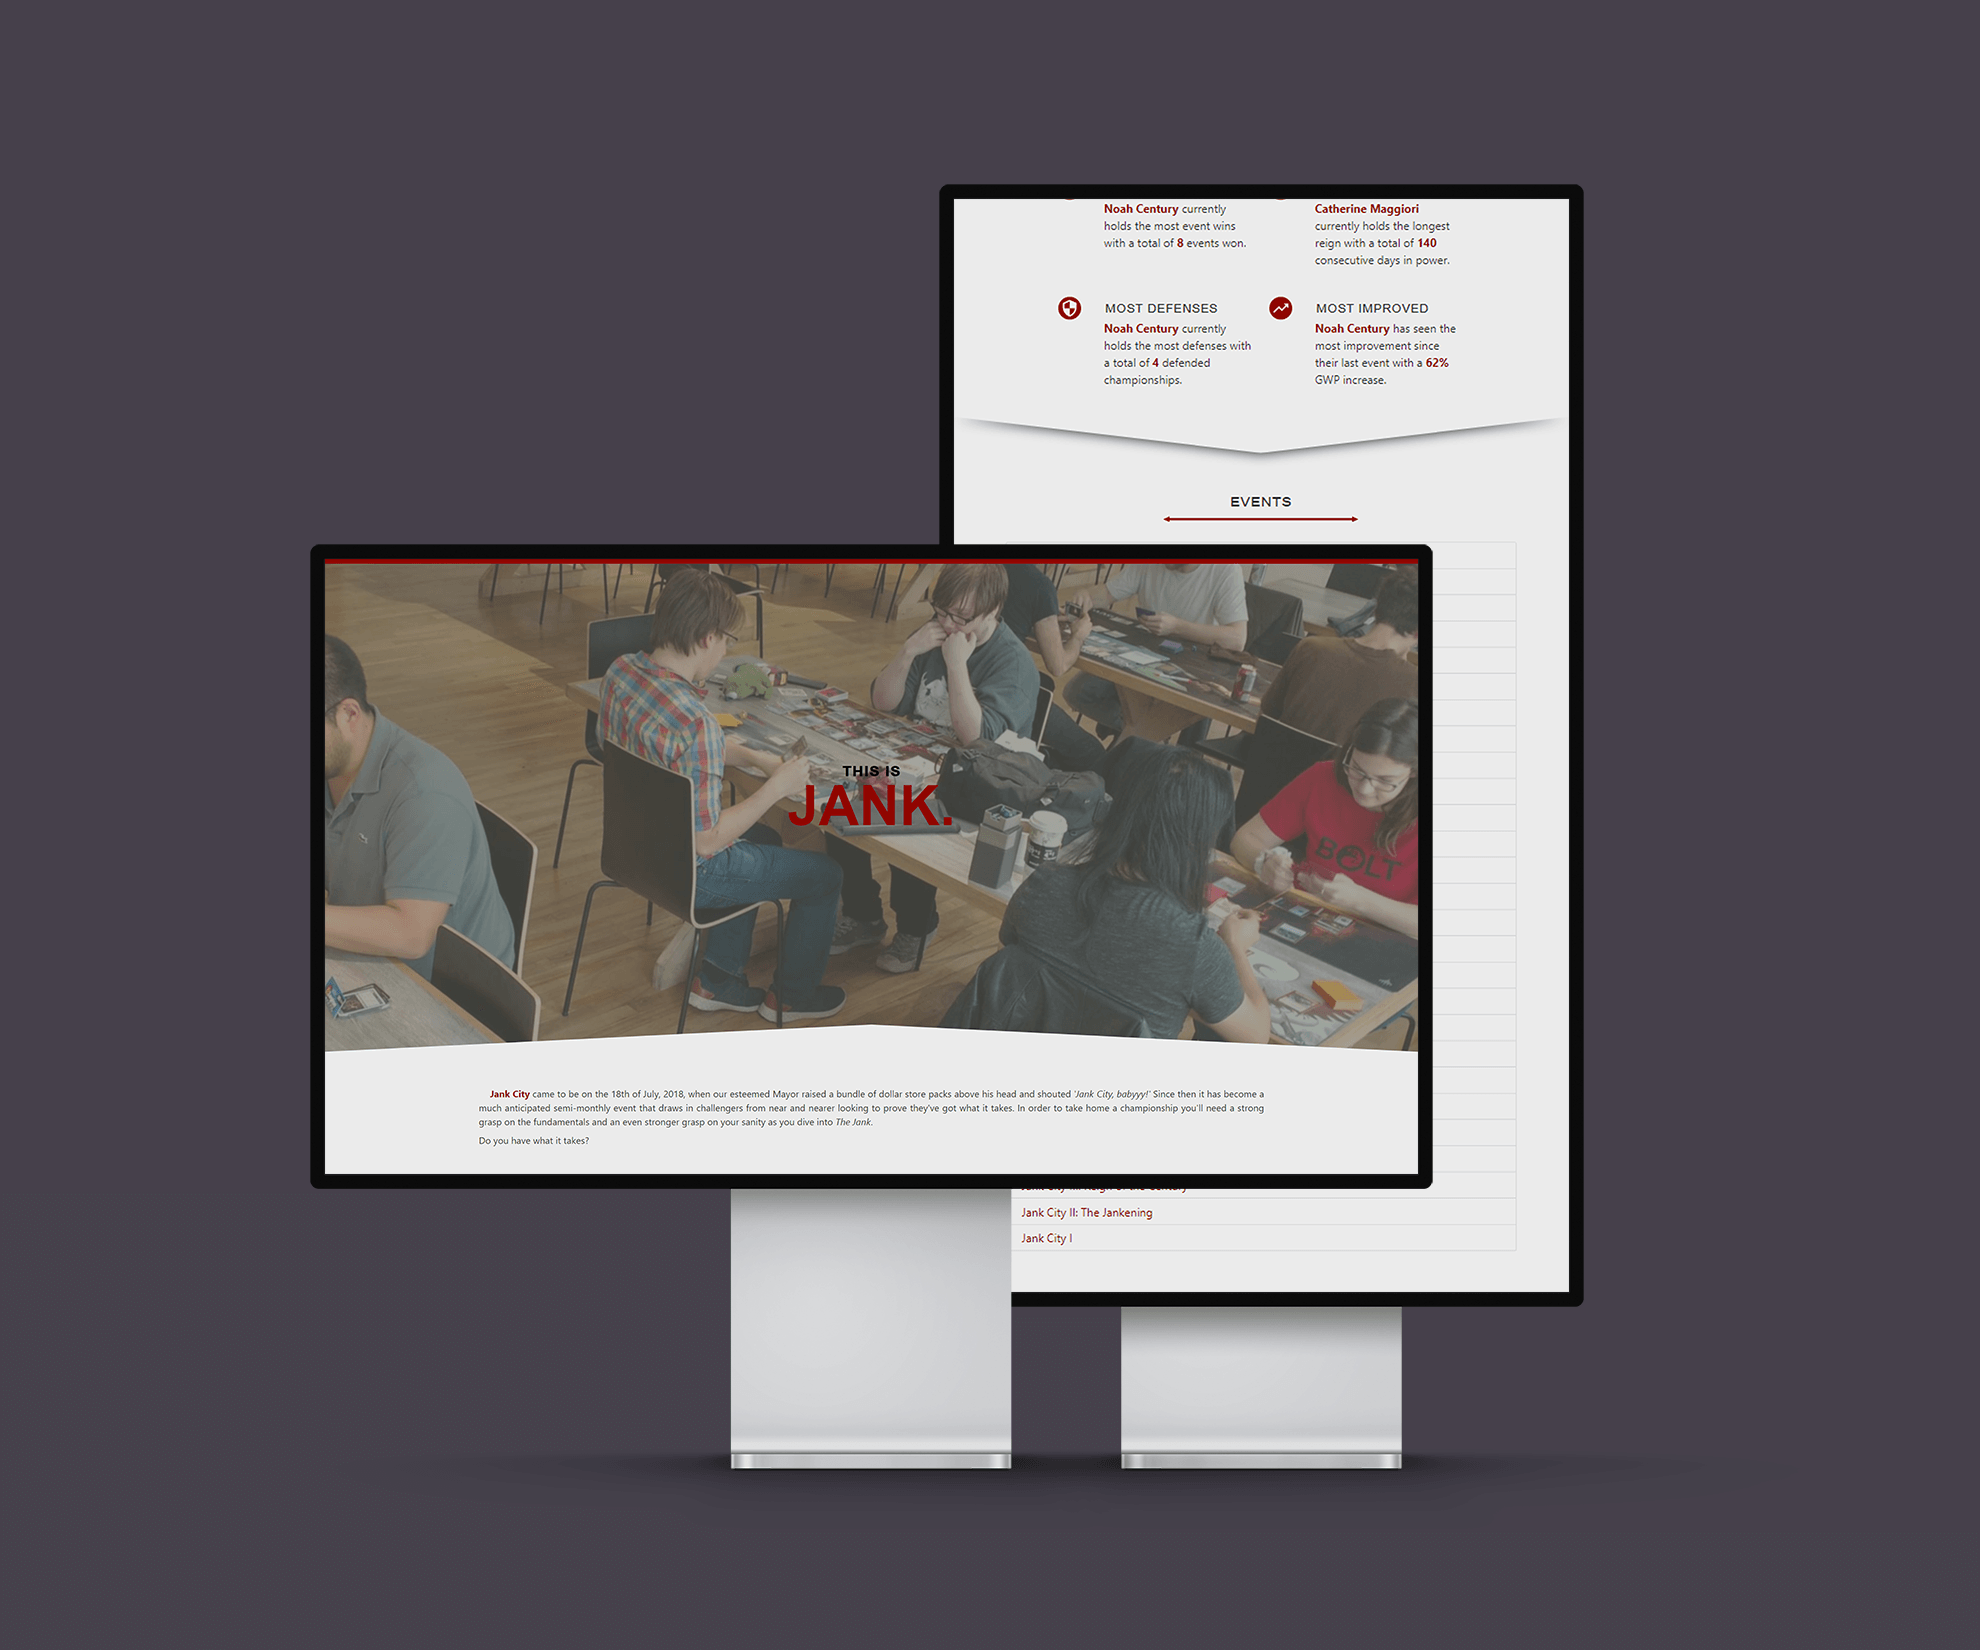 Noah Century currently
holds the most event wins
with a total of 8 events won.
Catherine Maggiori
currently holds the longest
reign with a total of 140
consecutive days in power.
MOST DEFENSES
Noah Century currently
holds the most defenses with
a total of 4 defended
championships.
MOST IMPROVED
Noah Century has seen the
most improvement since
their last event with a 62%
GWP increase.
EVENTS
THIS IS
JANK.
BOLT
Jank City came to be on the 18th of July, 2018, when our esteemed Mayor raised a bundle of dollar store packs above his head and shouted 'Jank City, babyyy!' Since then it has become a
much anticipated semi-monthly event that draws in challengers from near and nearer looking to prove they've got what it takes. In order to take home a championship you'll need a strong
grasp on the fundamentals and an even stronger grasp on your sanity as you dive into The Jank.
Do you have what it takes?
Jank City II: The Jankening
Jank City I